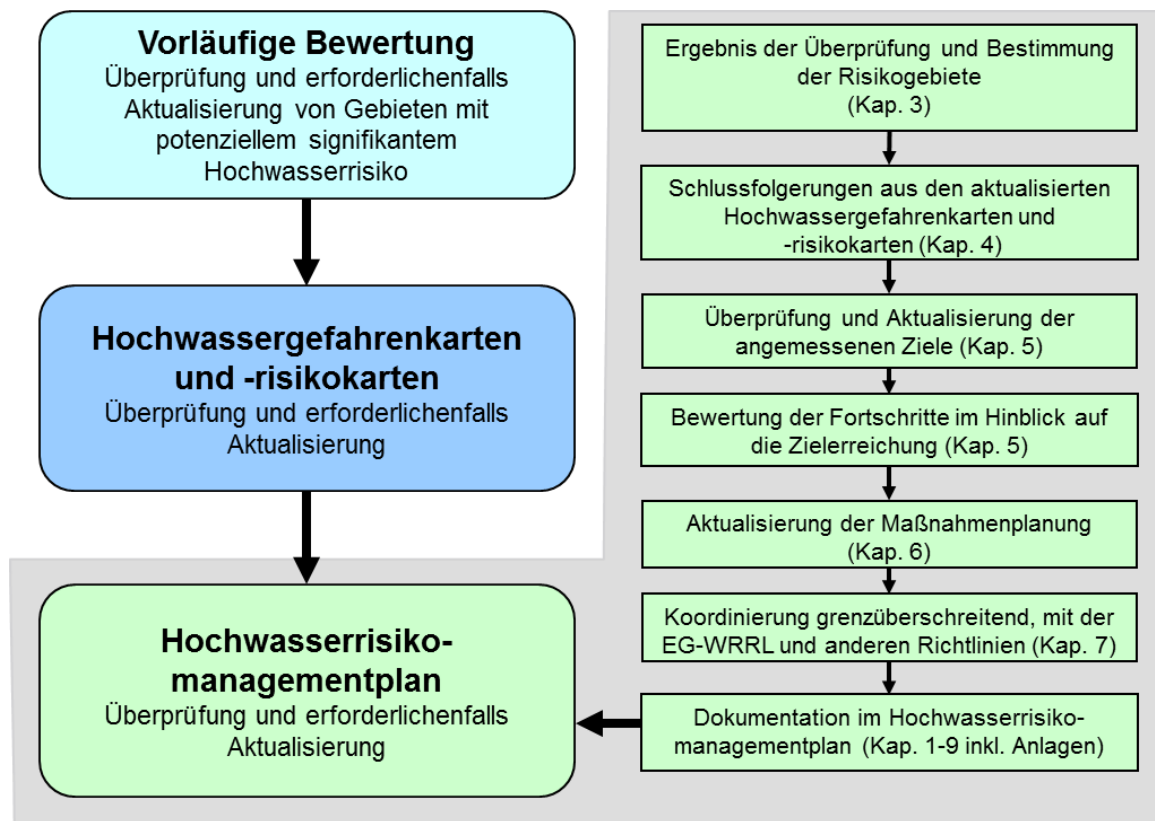 Vorläufige Bewertung
Überprüfung und erforderlichenfalls
Aktualisierung von Gebieten mit
potenziellem signifikantem
Hochwasserrisiko
Hochwassergefahrenkarten
und -risikokarten
Überprüfung und erforderlichenfalls
Aktualisierung
Hochwasserrisiko-
managementplan
Überprüfung und erforderlichenfalls
Aktualisierung
Ergebnis der Überprüfung und Bestimmung
der Risikogebiete
(Kap. 3)
Schlussfolgerungen aus den aktualisierten
Hochwassergefahrenkarten und
-risikokarten (Kap. 4)
Überprüfung und Aktualisierung der
angemessenen Ziele (Kap. 5)
Bewertung der Fortschritte im Hinblick auf
die Zielerreichung (Kap. 5)
Aktualisierung der Maßnahmenplanung
(Kap. 6)
Koordinierung grenzüberschreitend, mit der
EG-WRRL und anderen Richtlinien (Kap. 7)
Dokumentation im Hochwasserrisiko-
managementplan (Kap. 1-9 inkl. Anlagen)